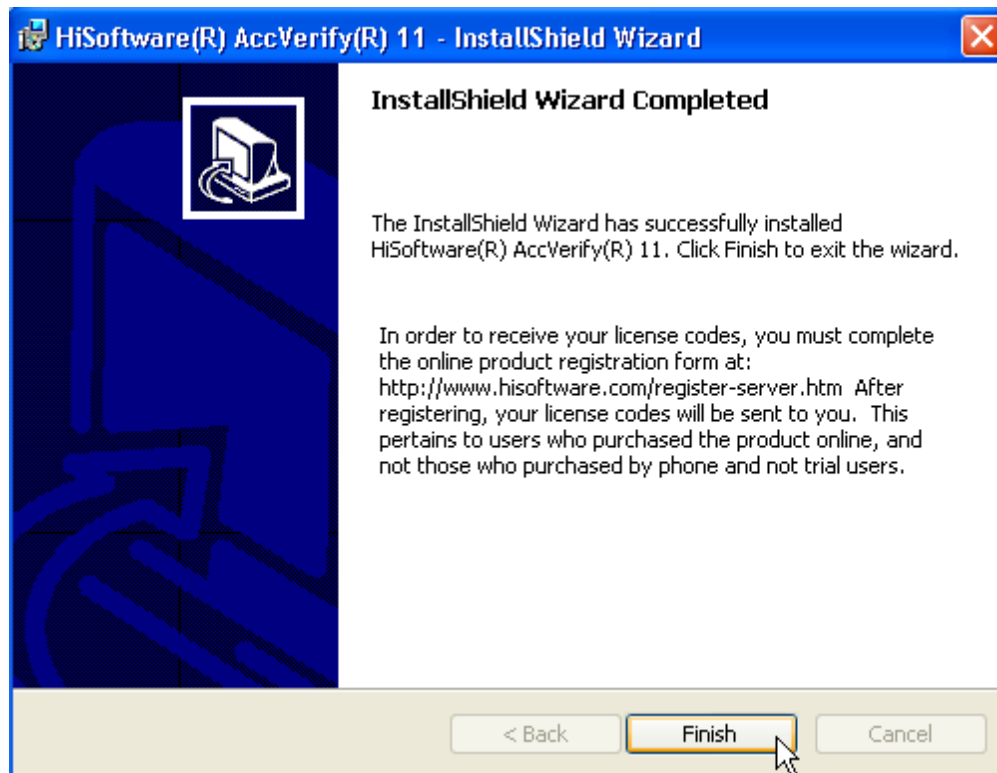 HiSoftware(R) AccVerify(R) 11 - InstallShield Wizard
InstallShield Wizard Completed
The InstallShield Wizard has successfully installed
HiSoftware(R) AccVerify(R) 11. Click Finish to exit the wizard.
In order to receive your license codes, you must complete
the online product registration form at:
http://www.hisoftware.com/register-server.htm After
registering, your license codes will be sent to you. This
pertains to users who purchased the product online, and
not those who purchased by phone and not trial users.
< Back Finish Cancel